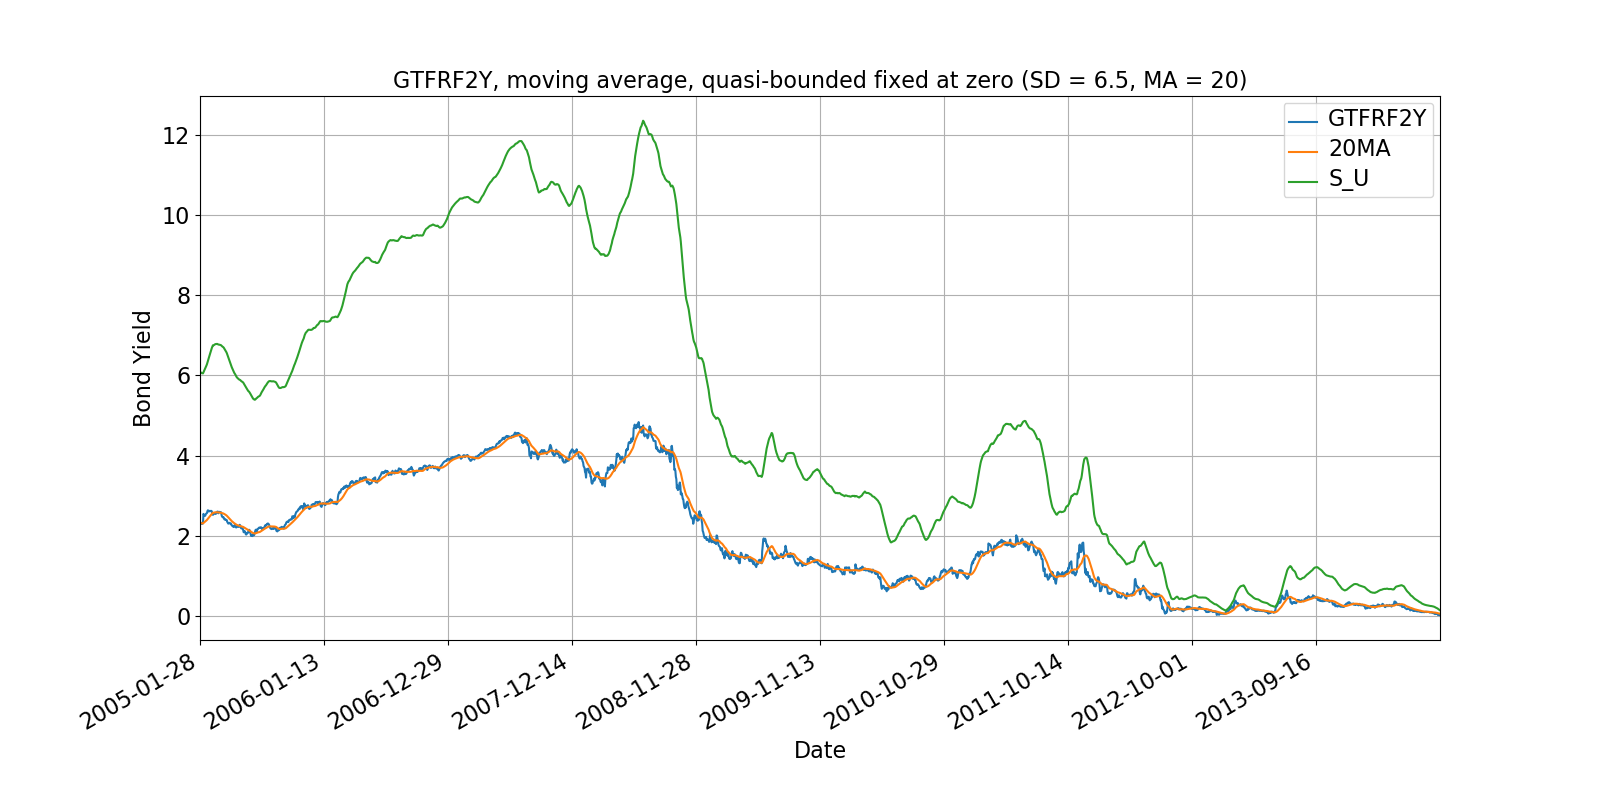 GTFRF2Y, moving average, quasi-bounded fixed at zero (SD = 6.5, MA = 20)
GTFRF2Y
20MA
S_U
12
10
8
6
4
2
0
Bond Yield
2005-01-28
2006-01-13
2006-12-29
2007-12-14
2008-11-28
2009-11-13
2010-10-29
2011-10-14
2012-10-01
2013-09-16
Date